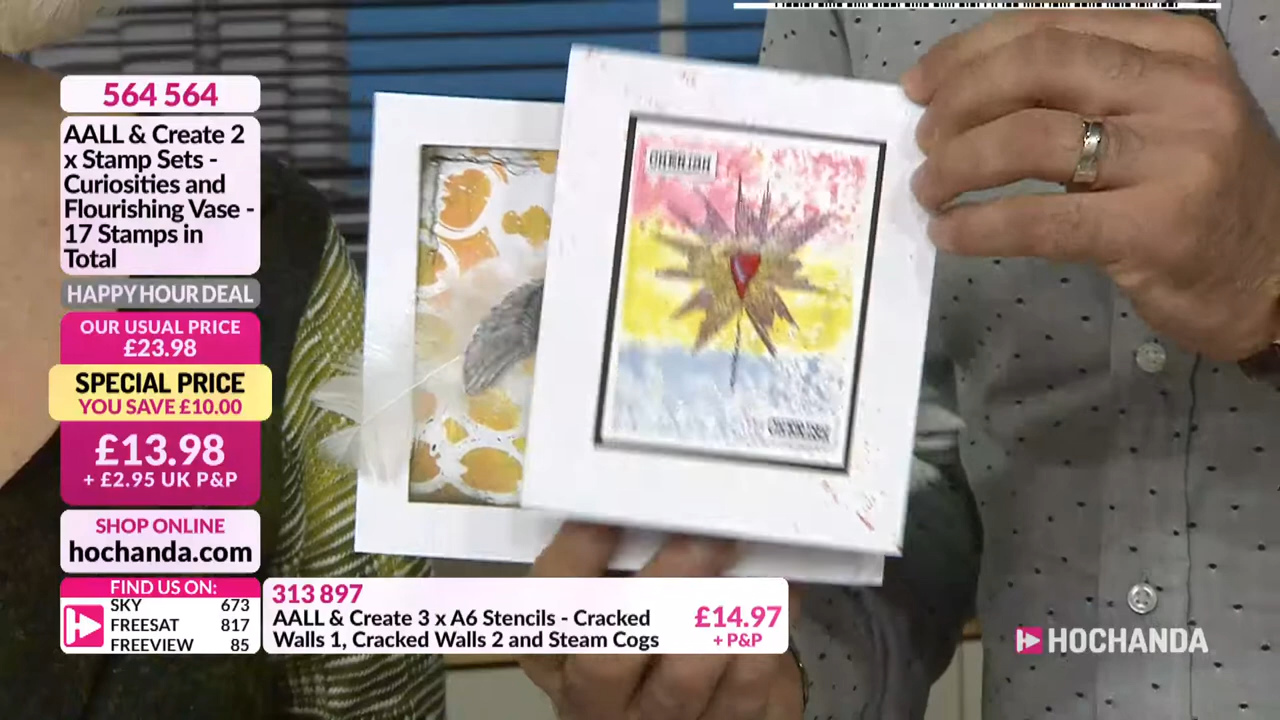 564 564
AALL & Create 2
x Stamp Sets -
Curiosities and
Flourishing Vase -
17 Stamps in
Total
HAPPY HOUR DEAL
OUR USUAL PRICE
£23.98
SPECIAL PRICE
YOU SAVE £10.00
£13.98
+ £2.95 UK P&P
SHOP ONLINE
hochanda.com
FIND US ON:
SKY 673
FREESAT 817
FREEVIEW 85
313 897
AALL & Create 3 x A6 Stencils - Cracked
Walls 1, Cracked Walls 2 and Steam Cogs
£14.97
+ P&P
HOCHANDA